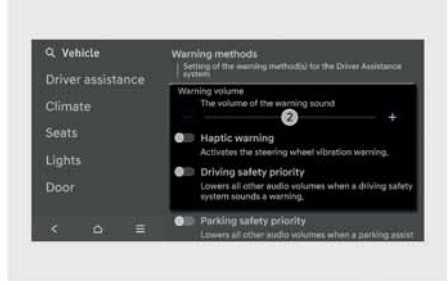 Vehicle
Driver assistance
Climate
Seats
Lights
Door
Warning methods
Setting of the warning method(s) for the Driver Assistance
system
Warning volume
The volume of the warning sound
2
Haptic warning
Activates the steering wheel vibration warning.
Driving safety priority
Lowers all other audio volumes when a driving safety
system sounds a warning.
Parking safety priority
Lowers all other audio volumes when a parking assist